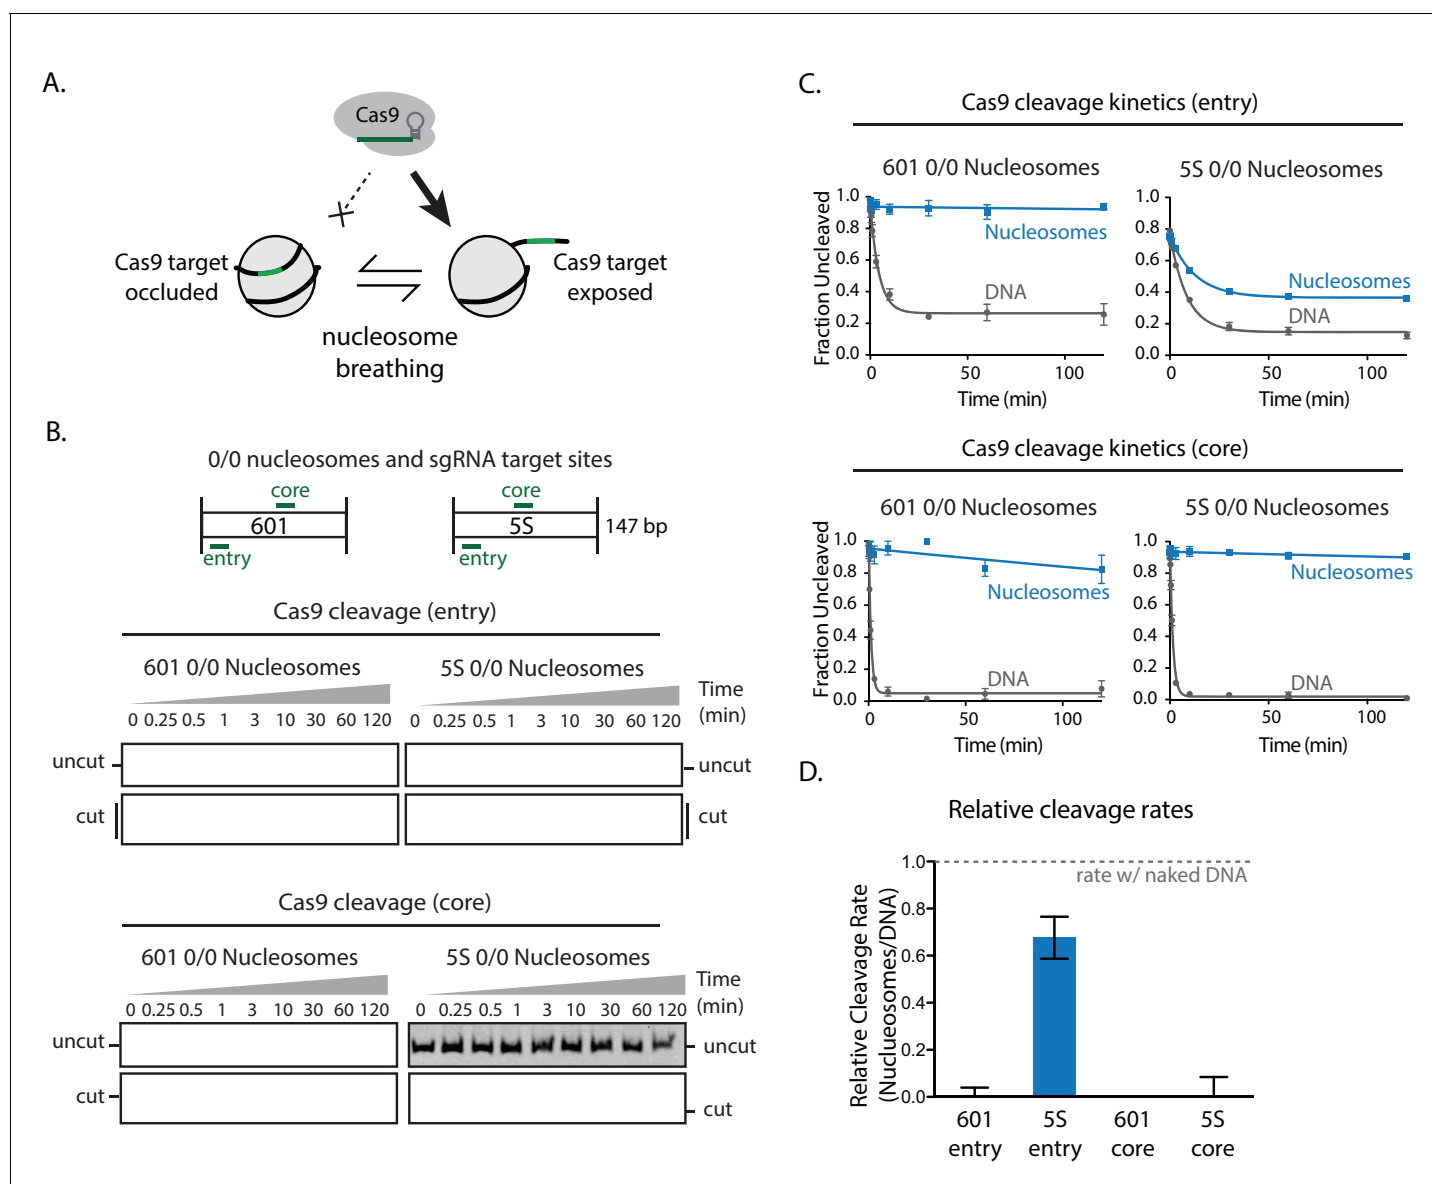 A.
Cas9
Cas9 target
occluded
Cas9 target
exposed
nucleosome
breathing
B.
0/0 nucleosomes and sgRNA target sites
core
601
entry
core
5S
entry
147 bp
Cas9 cleavage (entry)
601 0/0 Nucleosomes
5S 0/0 Nucleosomes
Time
(min)
0 0.25 0.5 1 3 10 30 60 120
0 0.25 0.5 1 3 10 30 60 120
uncut
uncut
cut
cut
Cas9 cleavage (core)
601 0/0 Nucleosomes
5S 0/0 Nucleosomes
Time
(min)
0 0.25 0.5 1 3 10 30 60 120
0 0.25 0.5 1 3 10 30 60 120
uncut
uncut
cut
cut
C.
Cas9 cleavage kinetics (entry)
601 0/0 Nucleosomes
Fraction Uncleaved
1.0
0.8
0.6
0.4
0.2
0.0
Nucleosomes
DNA
0 50 100
Time (min)
5S 0/0 Nucleosomes
1.0
0.8
0.6
0.4
0.2
0.0
Nucleosomes
DNA
0 50 100
Time (min)
Cas9 cleavage kinetics (core)
601 0/0 Nucleosomes
Fraction Uncleaved
1.0
0.8
0.6
0.4
0.2
0.0
Nucleosomes
DNA
0 50 100
Time (min)
5S 0/0 Nucleosomes
1.0
0.8
0.6
0.4
0.2
0.0
Nucleosomes
DNA
0 50 100
Time (min)
D.
Relative cleavage rates
Relative Cleavage Rate
(Nuclueosomes/DNA)
1.0
0.8
0.6
0.4
0.2
0.0
rate w/ naked DNA
601
entry
5S
entry
601
core
5S
core